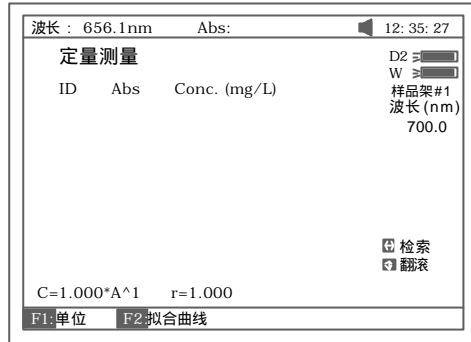 波长：656.1nm Abs: 12:35:27
定量测量
ID Abs Conc. (mg/L)
D2
W
样品架#1
波长(nm)
700.0
检索
翻滚
C=1.000*A^1 r=1.000
F1:单位 F2:拟合曲线